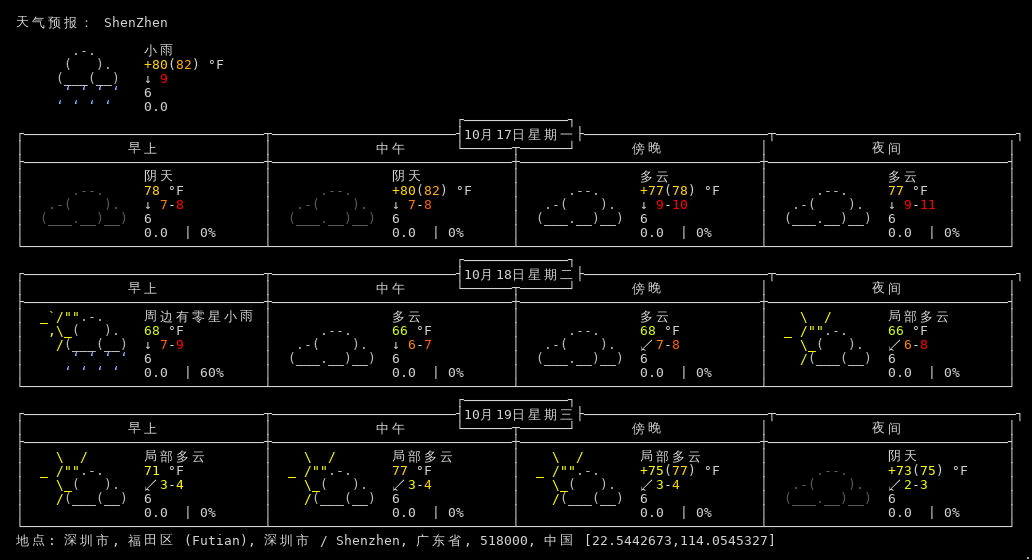 天气预报： ShenZhen
小雨
+80(82) °F
↓ 9
6
0.0
10月17日星期一
早上 中午 傍晚 夜间
阴天 阴天 多云 多云
78 °F +80(82) °F +77(78) °F 77 °F
↓ 7-8 ↓ 7-8 ↓ 9-10 ↓ 9-11
6 6 6 6
0.0 | 0% 0.0 | 0% 0.0 | 0% 0.0 | 0%
10月18日星期二
早上 中午 傍晚 夜间
周边有零星小雨 多云 多云 局部多云
68 °F 66 °F 68 °F 66 °F
↓ 7-9 ↓ 6-7 ↙ 7-8 ↙ 6-8
6 6 6 6
0.0 | 60% 0.0 | 0% 0.0 | 0% 0.0 | 0%
10月19日星期三
早上 中午 傍晚 夜间
局部多云 局部多云 局部多云 阴天
71 °F 77 °F +75(77) °F +73(75) °F
↙ 3-4 ↙ 3-4 ↙ 3-4 ↙ 2-3
6 6 6 6
0.0 | 0% 0.0 | 0% 0.0 | 0% 0.0 | 0%
地点: 深圳市, 福田区 (Futian), 深圳市 / Shenzhen, 广东省, 518000, 中国 [22.5442673,114.0545327]